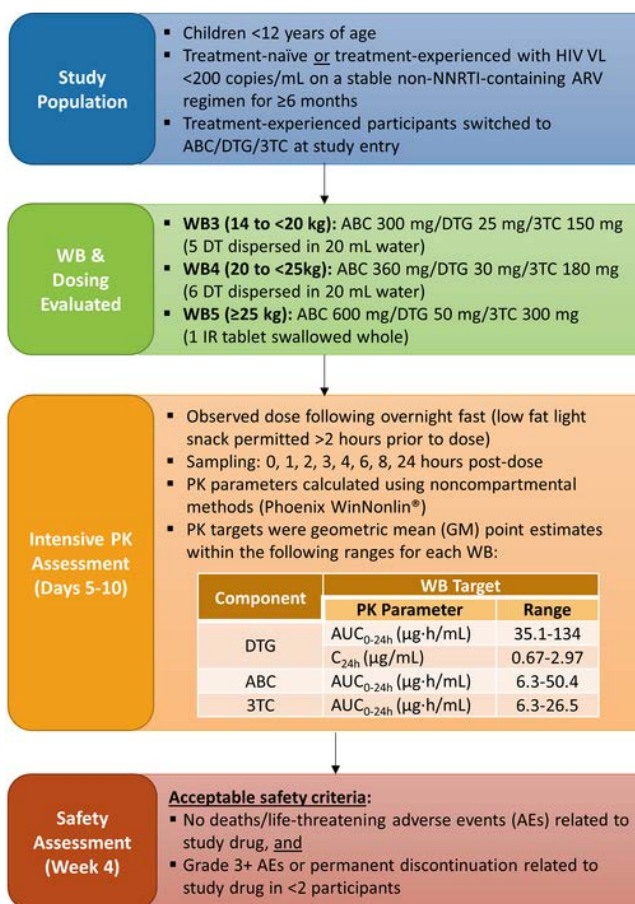 Study
Population
▪ Children <12 years of age
▪ Treatment-naïve or treatment-experienced with HIV VL
<200 copies/mL on a stable non-NNRTI-containing ARV
regimen for ≥6 months
▪ Treatment-experienced participants switched to
ABC/DTG/3TC at study entry
WB &
Dosing
Evaluated
▪ WB3 (14 to <20 kg): ABC 300 mg/DTG 25 mg/3TC 150 mg
(5 DT dispersed in 20 mL water)
▪ WB4 (20 to <25kg): ABC 360 mg/DTG 30 mg/3TC 180 mg
(6 DT dispersed in 20 mL water)
▪ WB5 (≥25 kg): ABC 600 mg/DTG 50 mg/3TC 300 mg
(1 IR tablet swallowed whole)
Intensive PK
Assessment
(Days 5-10)
▪ Observed dose following overnight fast (low fat light
snack permitted >2 hours prior to dose)
▪ Sampling: 0, 1, 2, 3, 4, 6, 8, 24 hours post-dose
▪ PK parameters calculated using noncompartmental
methods (Phoenix WinNonlin®)
▪ PK targets were geometric mean (GM) point estimates
within the following ranges for each WB:
Component WB Target
PK Parameter Range
DTG AUC0-24h (µg·h/mL) 35.1-134
C24h (µg/mL) 0.67-2.97
ABC AUC0-24h (µg·h/mL) 6.3-50.4
3TC AUC0-24h (µg·h/mL) 6.3-26.5
Safety
Assessment
(Week 4)
Acceptable safety criteria:
▪ No deaths/life-threatening adverse events (AEs) related to
study drug, and
▪ Grade 3+ AEs or permanent discontinuation related to
study drug in <2 participants